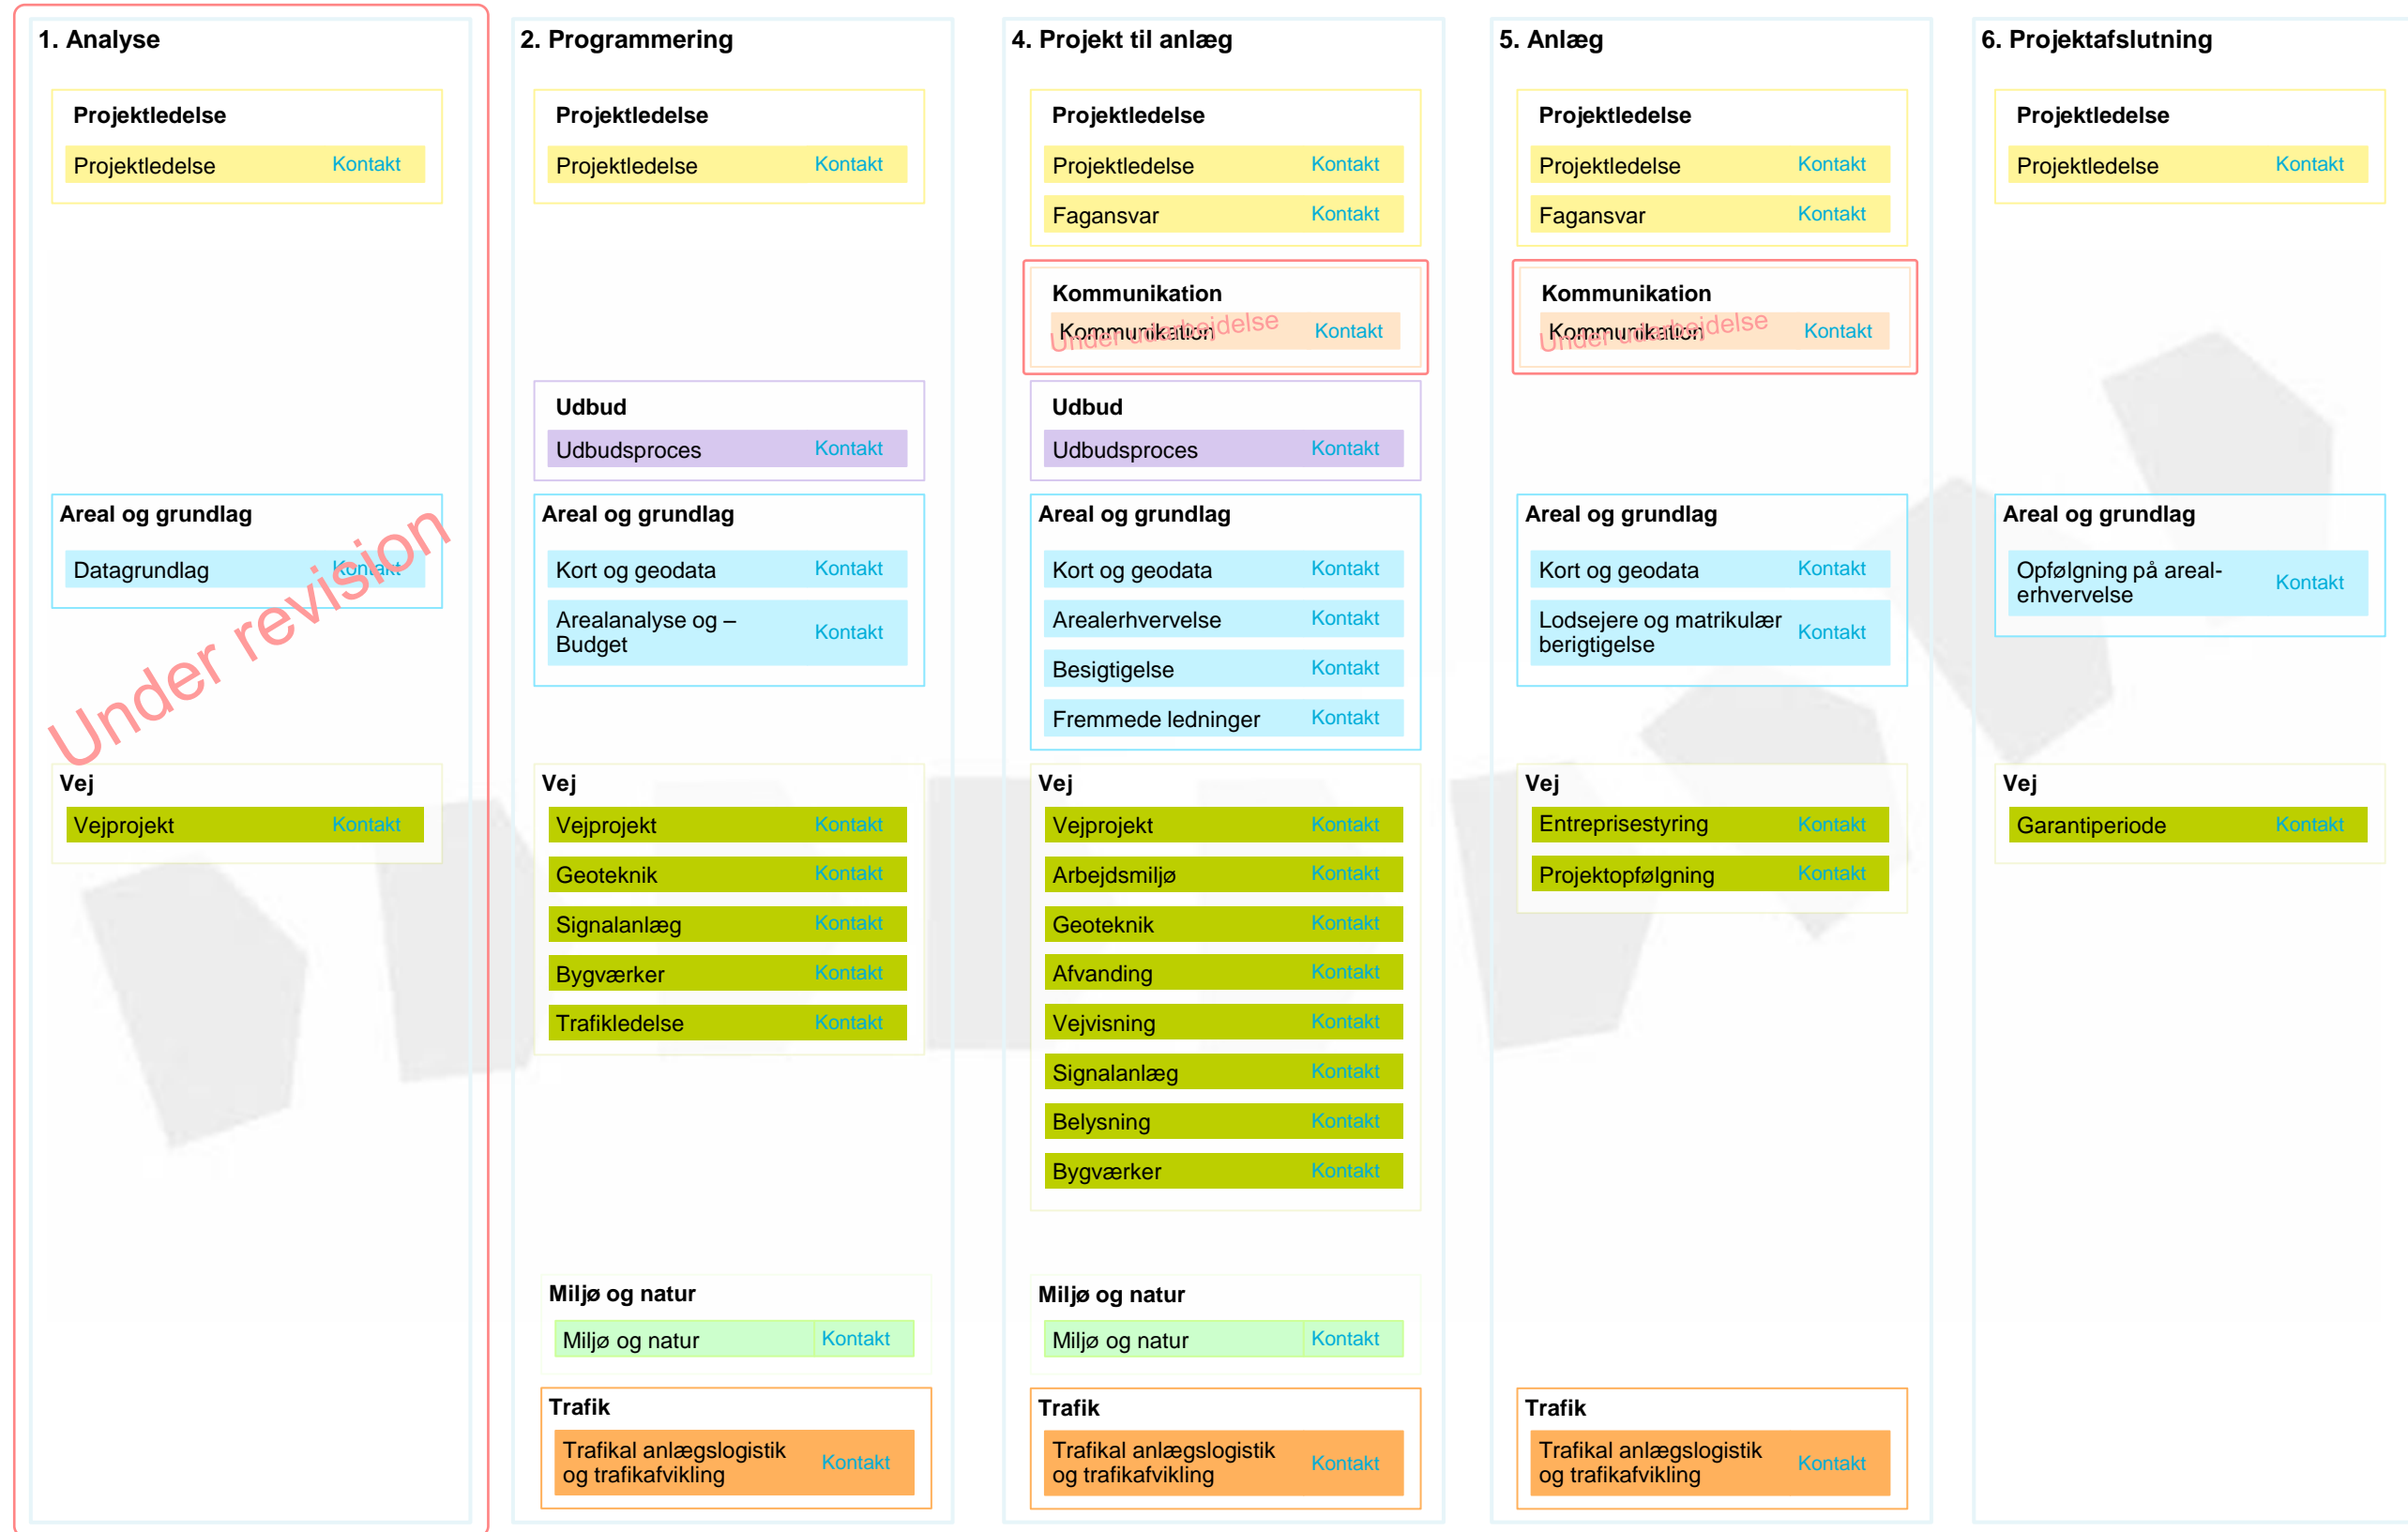 1. Analyse
Projektledelse
Projektledelse Kontakt
Areal og grundlag
Datagrundlag Kontakt
Under revision
Vej
Vejprojekt Kontakt
2. Programmering
Projektledelse
Projektledelse Kontakt
Udbud
Udbudsproces Kontakt
Areal og grundlag
Kort og geodata Kontakt
Arealanalyse og –
Budget Kontakt
Vej
Vejprojekt Kontakt
Geoteknik Kontakt
Signalanlæg Kontakt
Bygværker Kontakt
Trafikledelse Kontakt
Miljø og natur
Miljø og natur Kontakt
Trafik
Trafikal anlægslogistik
og trafikafvikling Kontakt
4. Projekt til anlæg
Projektledelse
Projektledelse Kontakt
Fagansvar Kontakt
Kommunikation
Kommunikation Kontakt
Under udarbejdelse
Udbud
Udbudsproces Kontakt
Areal og grundlag
Kort og geodata Kontakt
Arealerhvervelse Kontakt
Besigtigelse Kontakt
Fremmede ledninger Kontakt
Vej
Vejprojekt Kontakt
Arbejdsmiljø Kontakt
Geoteknik Kontakt
Afvanding Kontakt
Vejvisning Kontakt
Signalanlæg Kontakt
Belysning Kontakt
Bygværker Kontakt
Miljø og natur
Miljø og natur Kontakt
Trafik
Trafikal anlægslogistik
og trafikafvikling Kontakt
5. Anlæg
Projektledelse
Projektledelse Kontakt
Fagansvar Kontakt
Kommunikation
Kommunikation Kontakt
Under udarbejdelse
Areal og grundlag
Kort og geodata Kontakt
Lodsejere og matrikulær
berigtigelse Kontakt
Vej
Entreprisestyring Kontakt
Projektopfølgning Kontakt
Trafik
Trafikal anlægslogistik
og trafikafvikling Kontakt
6. Projektafslutning
Projektledelse
Projektledelse Kontakt
Areal og grundlag
Opfølgning på areal-
erhvervelse Kontakt
Vej
Garantiperiode Kontakt